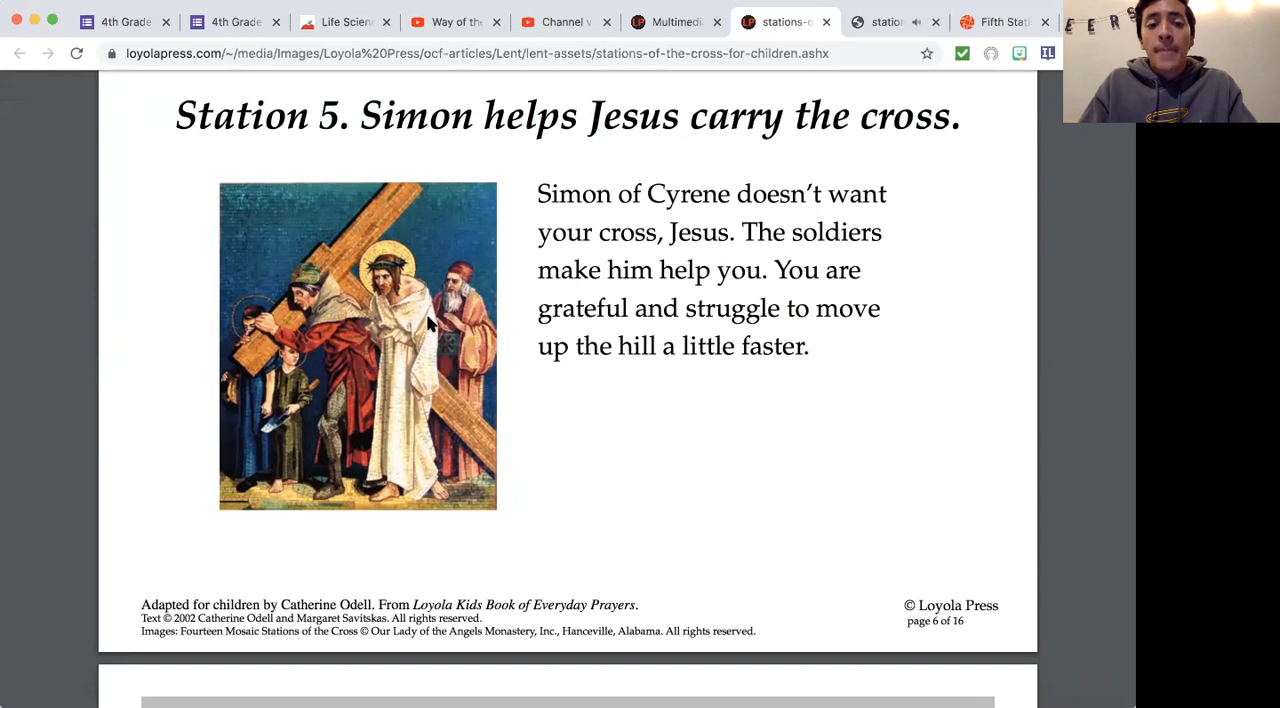 4th Grade
4th Grade
Life Scienc
Way of the
Channel v
Multimedi
stations-o
station
Fifth Stati
loyolapress.com/~/media/Images/Loyola%20Press/ocf-articles/Lent/lent-assets/stations-of-the-cross-for-children.ashx
IL
E E R S
Station 5. Simon helps Jesus carry the cross.
Simon of Cyrene doesn't want
your cross, Jesus. The soldiers
make him help you. You are
grateful and struggle to move
up the hill a little faster.
Adapted for children by Catherine Odell. From Loyola Kids Book of Everyday Prayers.
Text © 2002 Catherine Odell and Margaret Savitskas. All rights reserved.
Images: Fourteen Mosaic Stations of the Cross © Our Lady of the Angels Monastery, Inc., Hanceville, Alabama. All rights reserved.
© Loyola Press
page 6 of 16